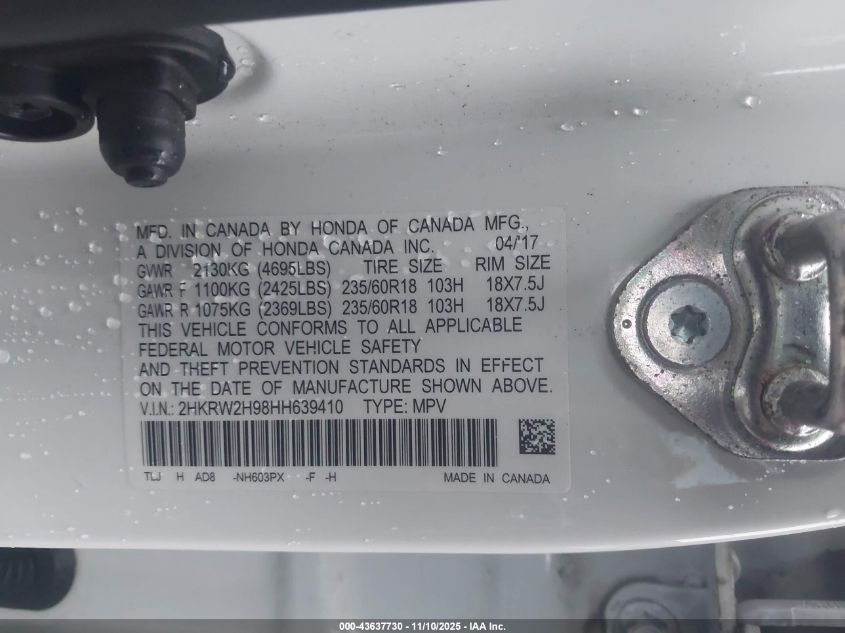 MFD. IN CANADA BY HONDA OF CANADA MFG.,
A DIVISION OF HONDA CANADA INC. 04/'17
GVWR 2130KG (4695LBS) TIRE SIZE RIM SIZE
GAWR F 1100KG (2425LBS) 235/60R18 103H 18X7.5J
GAWR R 1075KG (2369LBS) 235/60R18 103H 18X7.5J
THIS VEHICLE CONFORMS TO ALL APPLICABLE
FEDERAL MOTOR VEHICLE SAFETY
AND THEFT PREVENTION STANDARDS IN EFFECT
ON THE DATE OF MANUFACTURE SHOWN ABOVE.
V.I.N.: 2HKRW2H98HH639410 TYPE: MPV
TLJ H AD8 -NH603PX -F -H MADE IN CANADA
000-43637730 - 11/10/2025 - IAA Inc.